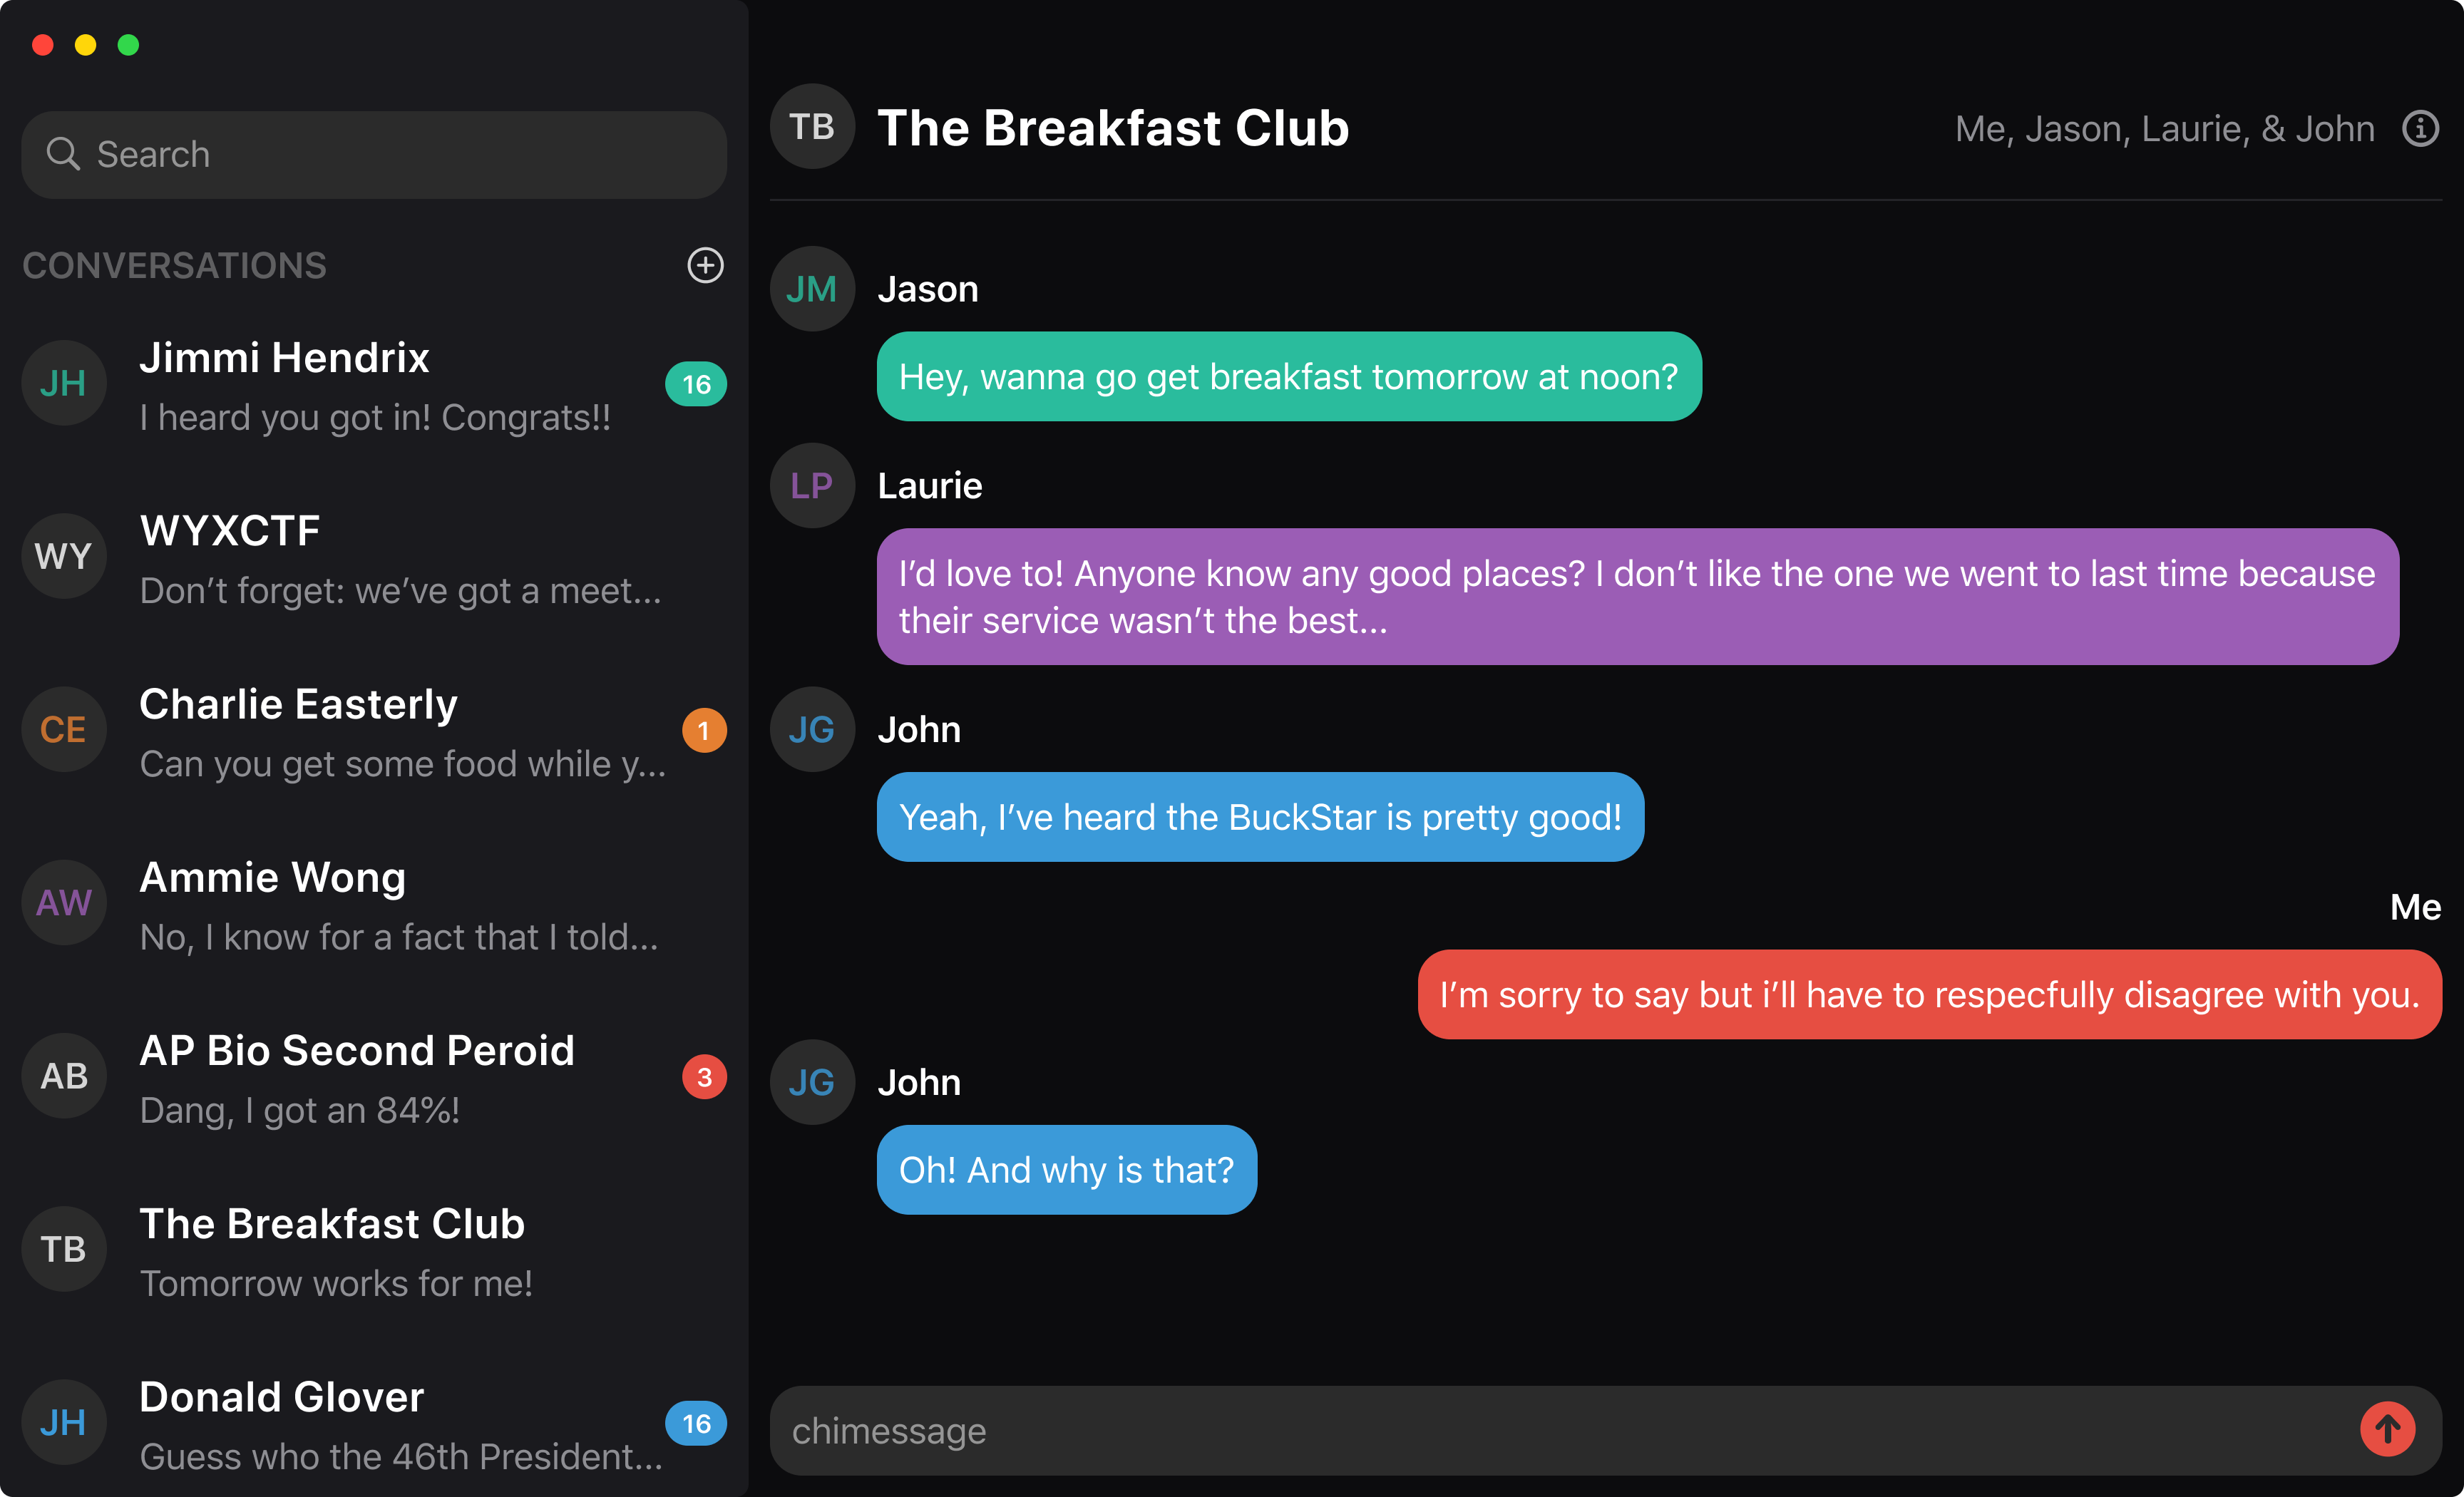 Search
CONVERSATIONS
JH
Jimmi Hendrix
I heard you got in! Congrats!!
16
WY
WYXCTF
Don’t forget: we’ve got a meet...
CE
Charlie Easterly
Can you get some food while y...
1
AW
Ammie Wong
No, I know for a fact that I told...
AB
AP Bio Second Peroid
Dang, I got an 84%!
3
TB
The Breakfast Club
Tomorrow works for me!
JH
Donald Glover
Guess who the 46th President...
16
TB
The Breakfast Club
Me, Jason, Laurie, & John
JM
Jason
Hey, wanna go get breakfast tomorrow at noon?
LP
Laurie
I’d love to! Anyone know any good places? I don’t like the one we went to last time because
their service wasn’t the best...
JG
John
Yeah, I’ve heard the BuckStar is pretty good!
Me
I’m sorry to say but i’ll have to respecfully disagree with you.
JG
John
Oh! And why is that?
chimessage